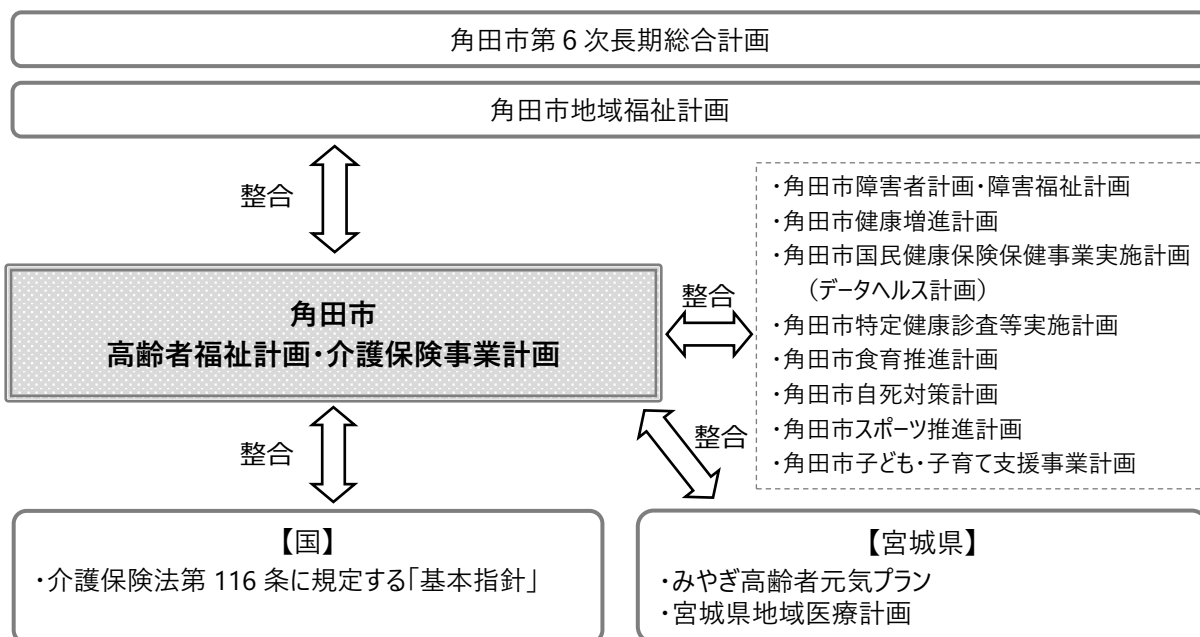 角田市第6次長期総合計画
角田市地域福祉計画
整合
・角田市障害者計画・障害福祉計画
・角田市健康増進計画
・角田市国民健康保険保健事業実施計画
（データヘルス計画）
・角田市特定健康診査等実施計画
・角田市食育推進計画
・角田市自死対策計画
・角田市スポーツ推進計画
・角田市子ども・子育て支援事業計画
整合
角田市
高齢者福祉計画・介護保険事業計画
整合
整合
【国】
・介護保険法第116条に規定する「基本指針」
【宮城県】
・みやぎ高齢者元気プラン
・宮城県地域医療計画